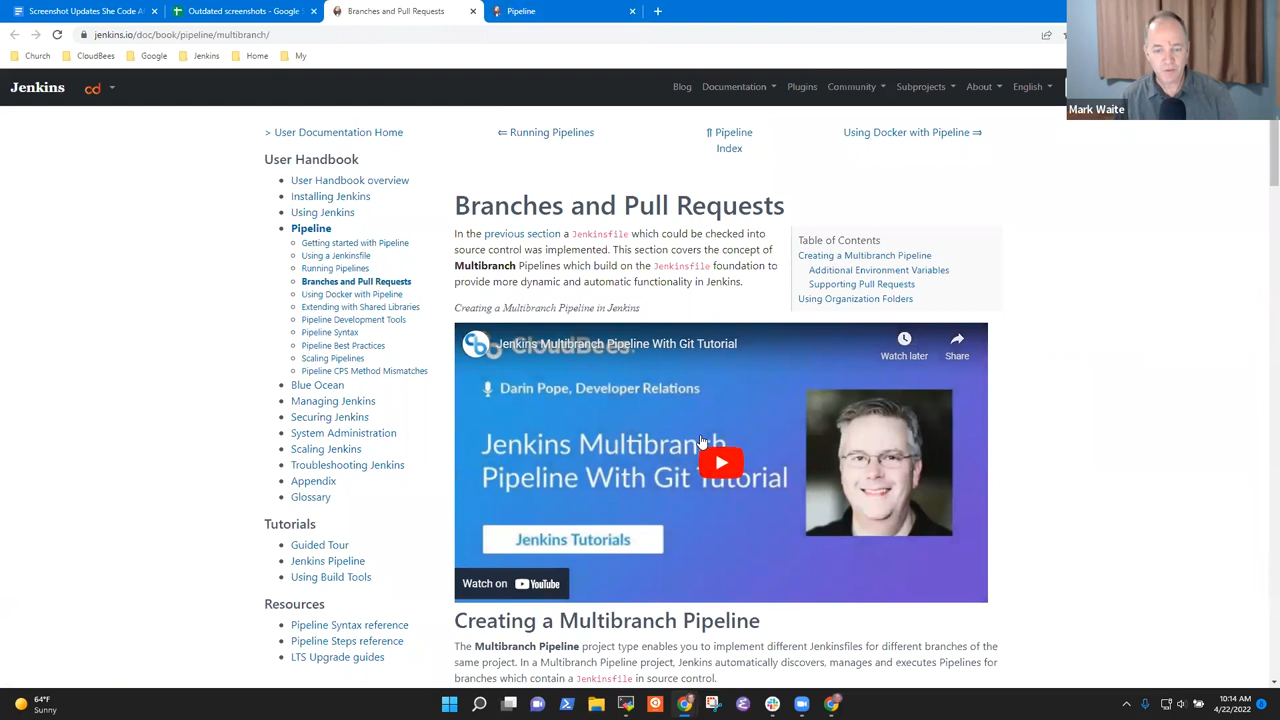 Screenshot Updates She Code A
Outdated screenshots - Google S
Branches and Pull Requests
Pipeline
jenkins.io/doc/book/pipeline/multibranch/
Church
CloudBees
Google
Jenkins
Home
My
Mark Waite
Jenkins
cd
Blog
Documentation
Plugins
Community
Subprojects
About
English
> User Documentation Home
⇐ Running Pipelines
⇑ Pipeline
Index
Using Docker with Pipeline ⇒
User Handbook
User Handbook overview
Installing Jenkins
Using Jenkins
Pipeline
Getting started with Pipeline
Using a Jenkinsfile
Running Pipelines
Branches and Pull Requests
Using Docker with Pipeline
Extending with Shared Libraries
Pipeline Development Tools
Pipeline Syntax
Pipeline Best Practices
Scaling Pipelines
Pipeline CPS Method Mismatches
Blue Ocean
Managing Jenkins
Securing Jenkins
System Administration
Scaling Jenkins
Troubleshooting Jenkins
Appendix
Glossary
Tutorials
Guided Tour
Jenkins Pipeline
Using Build Tools
Resources
Pipeline Syntax reference
Pipeline Steps reference
LTS Upgrade guides
Branches and Pull Requests
In the previous section a Jenkinsfile which could be checked into
source control was implemented. This section covers the concept of
Multibranch Pipelines which build on the Jenkinsfile foundation to
provide more dynamic and automatic functionality in Jenkins.
Table of Contents
Creating a Multibranch Pipeline
Additional Environment Variables
Supporting Pull Requests
Using Organization Folders
Creating a Multibranch Pipeline in Jenkins
CloudBees.
Jenkins Multibranch Pipeline With Git Tutorial
Watch later
Share
Darin Pope, Developer Relations
Jenkins Multibranch
Pipeline With Git Tutorial
Jenkins Tutorials
Watch on YouTube
Creating a Multibranch Pipeline
The Multibranch Pipeline project type enables you to implement different Jenkinsfiles for different branches of the
same project. In a Multibranch Pipeline project, Jenkins automatically discovers, manages and executes Pipelines for
branches which contain a Jenkinsfile in source control.
64°F
Sunny
10:14 AM
4/22/2022